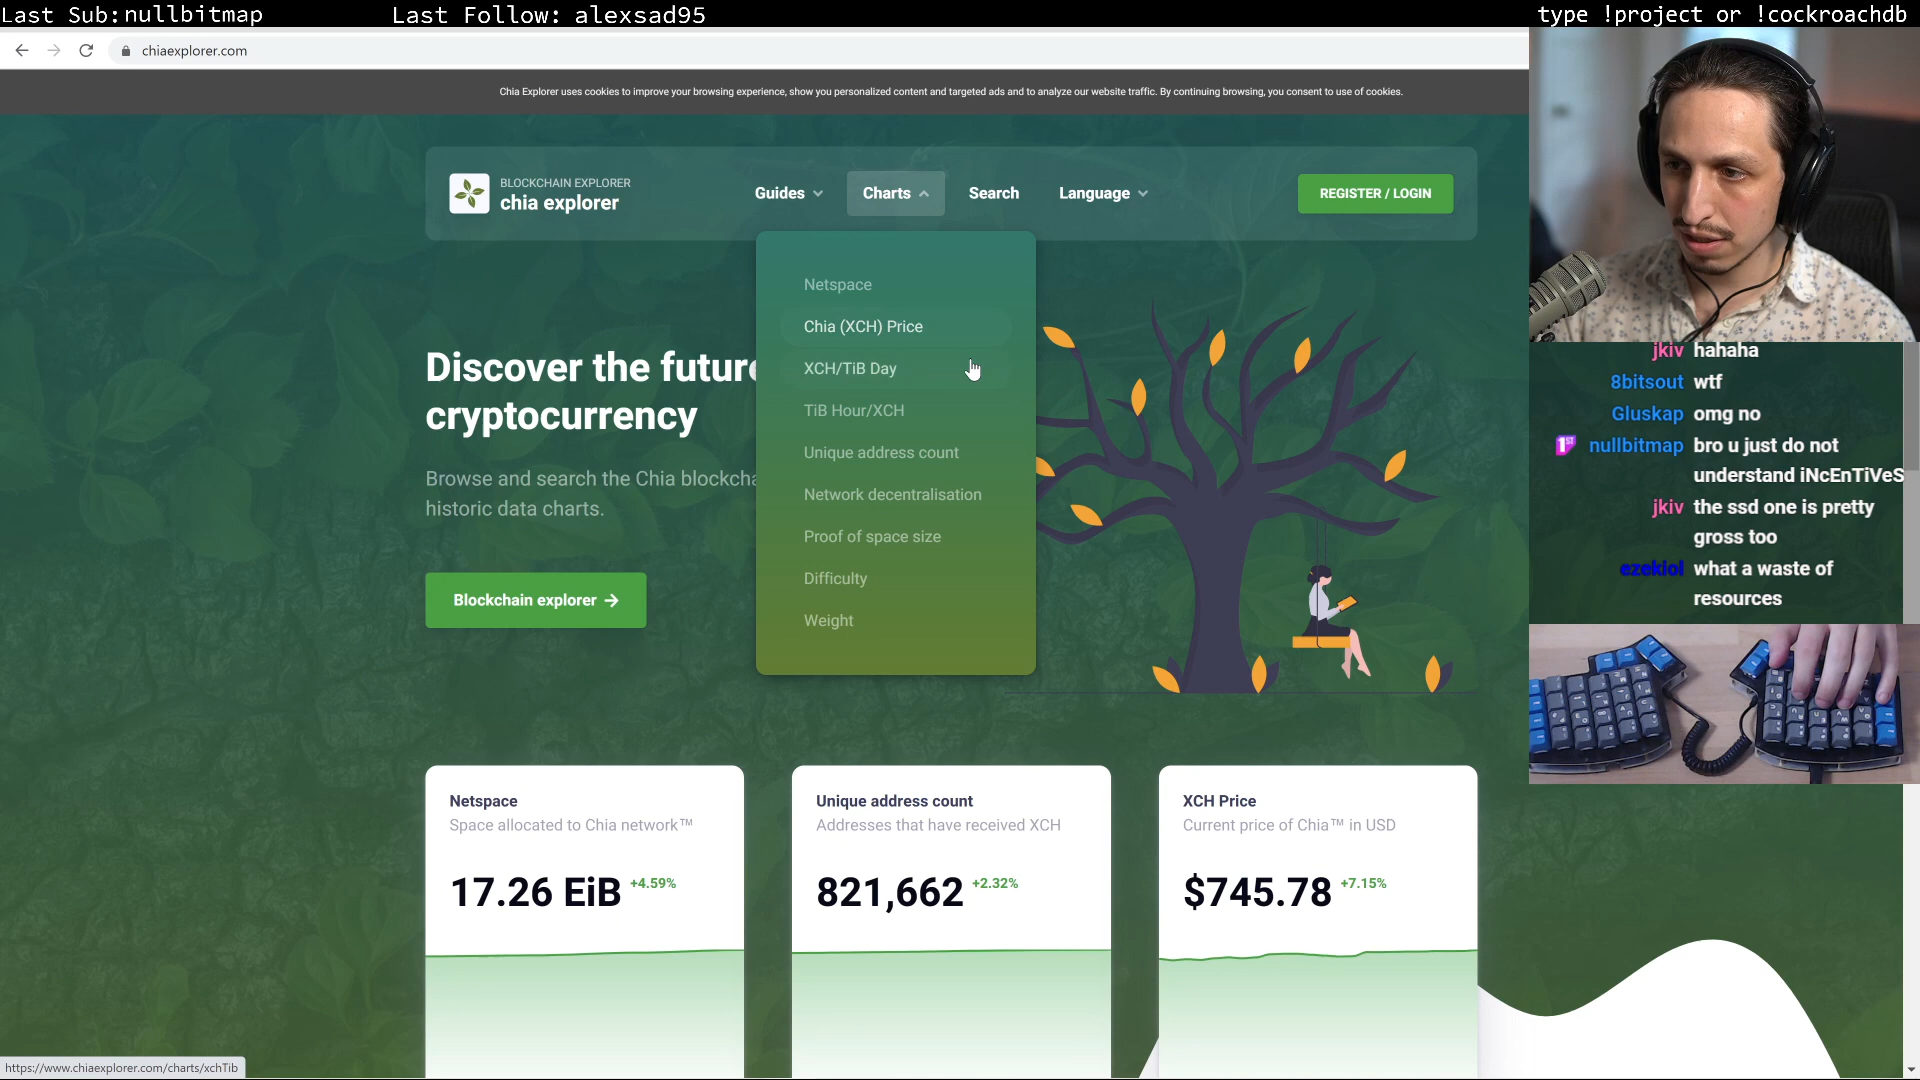 Last Sub:nullbitmap
Last Follow: alexsad95
type !project or !cockroachdb
chiaexplorer.com
Chia Explorer uses cookies to improve your browsing experience, show you personalized content and targeted ads and to analyze our website traffic. By continuing browsing, you consent to use of cookies.
BLOCKCHAIN EXPLORER
chia explorer
Guides
Charts
Search
Language
REGISTER / LOGIN
Netspace
Chia (XCH) Price
XCH/TiB Day
TiB Hour/XCH
Unique address count
Network decentralisation
Proof of space size
Difficulty
Weight
Discover the future
cryptocurrency
Browse and search the Chia blockcha
historic data charts.
Blockchain explorer →
Netspace
Space allocated to Chia network™
17.26 EiB +4.59%
Unique address count
Addresses that have received XCH
821,662 +2.32%
XCH Price
Current price of Chia™ in USD
$745.78 +7.15%
jkiv hahaha
8bitsout wtf
Gluskap omg no
1ST nullbitmap bro u just do not
understand iNcEnTiVeS
jkiv the ssd one is pretty
gross too
ezekiol what a waste of
resources
https://www.chiaexplorer.com/charts/xchTib